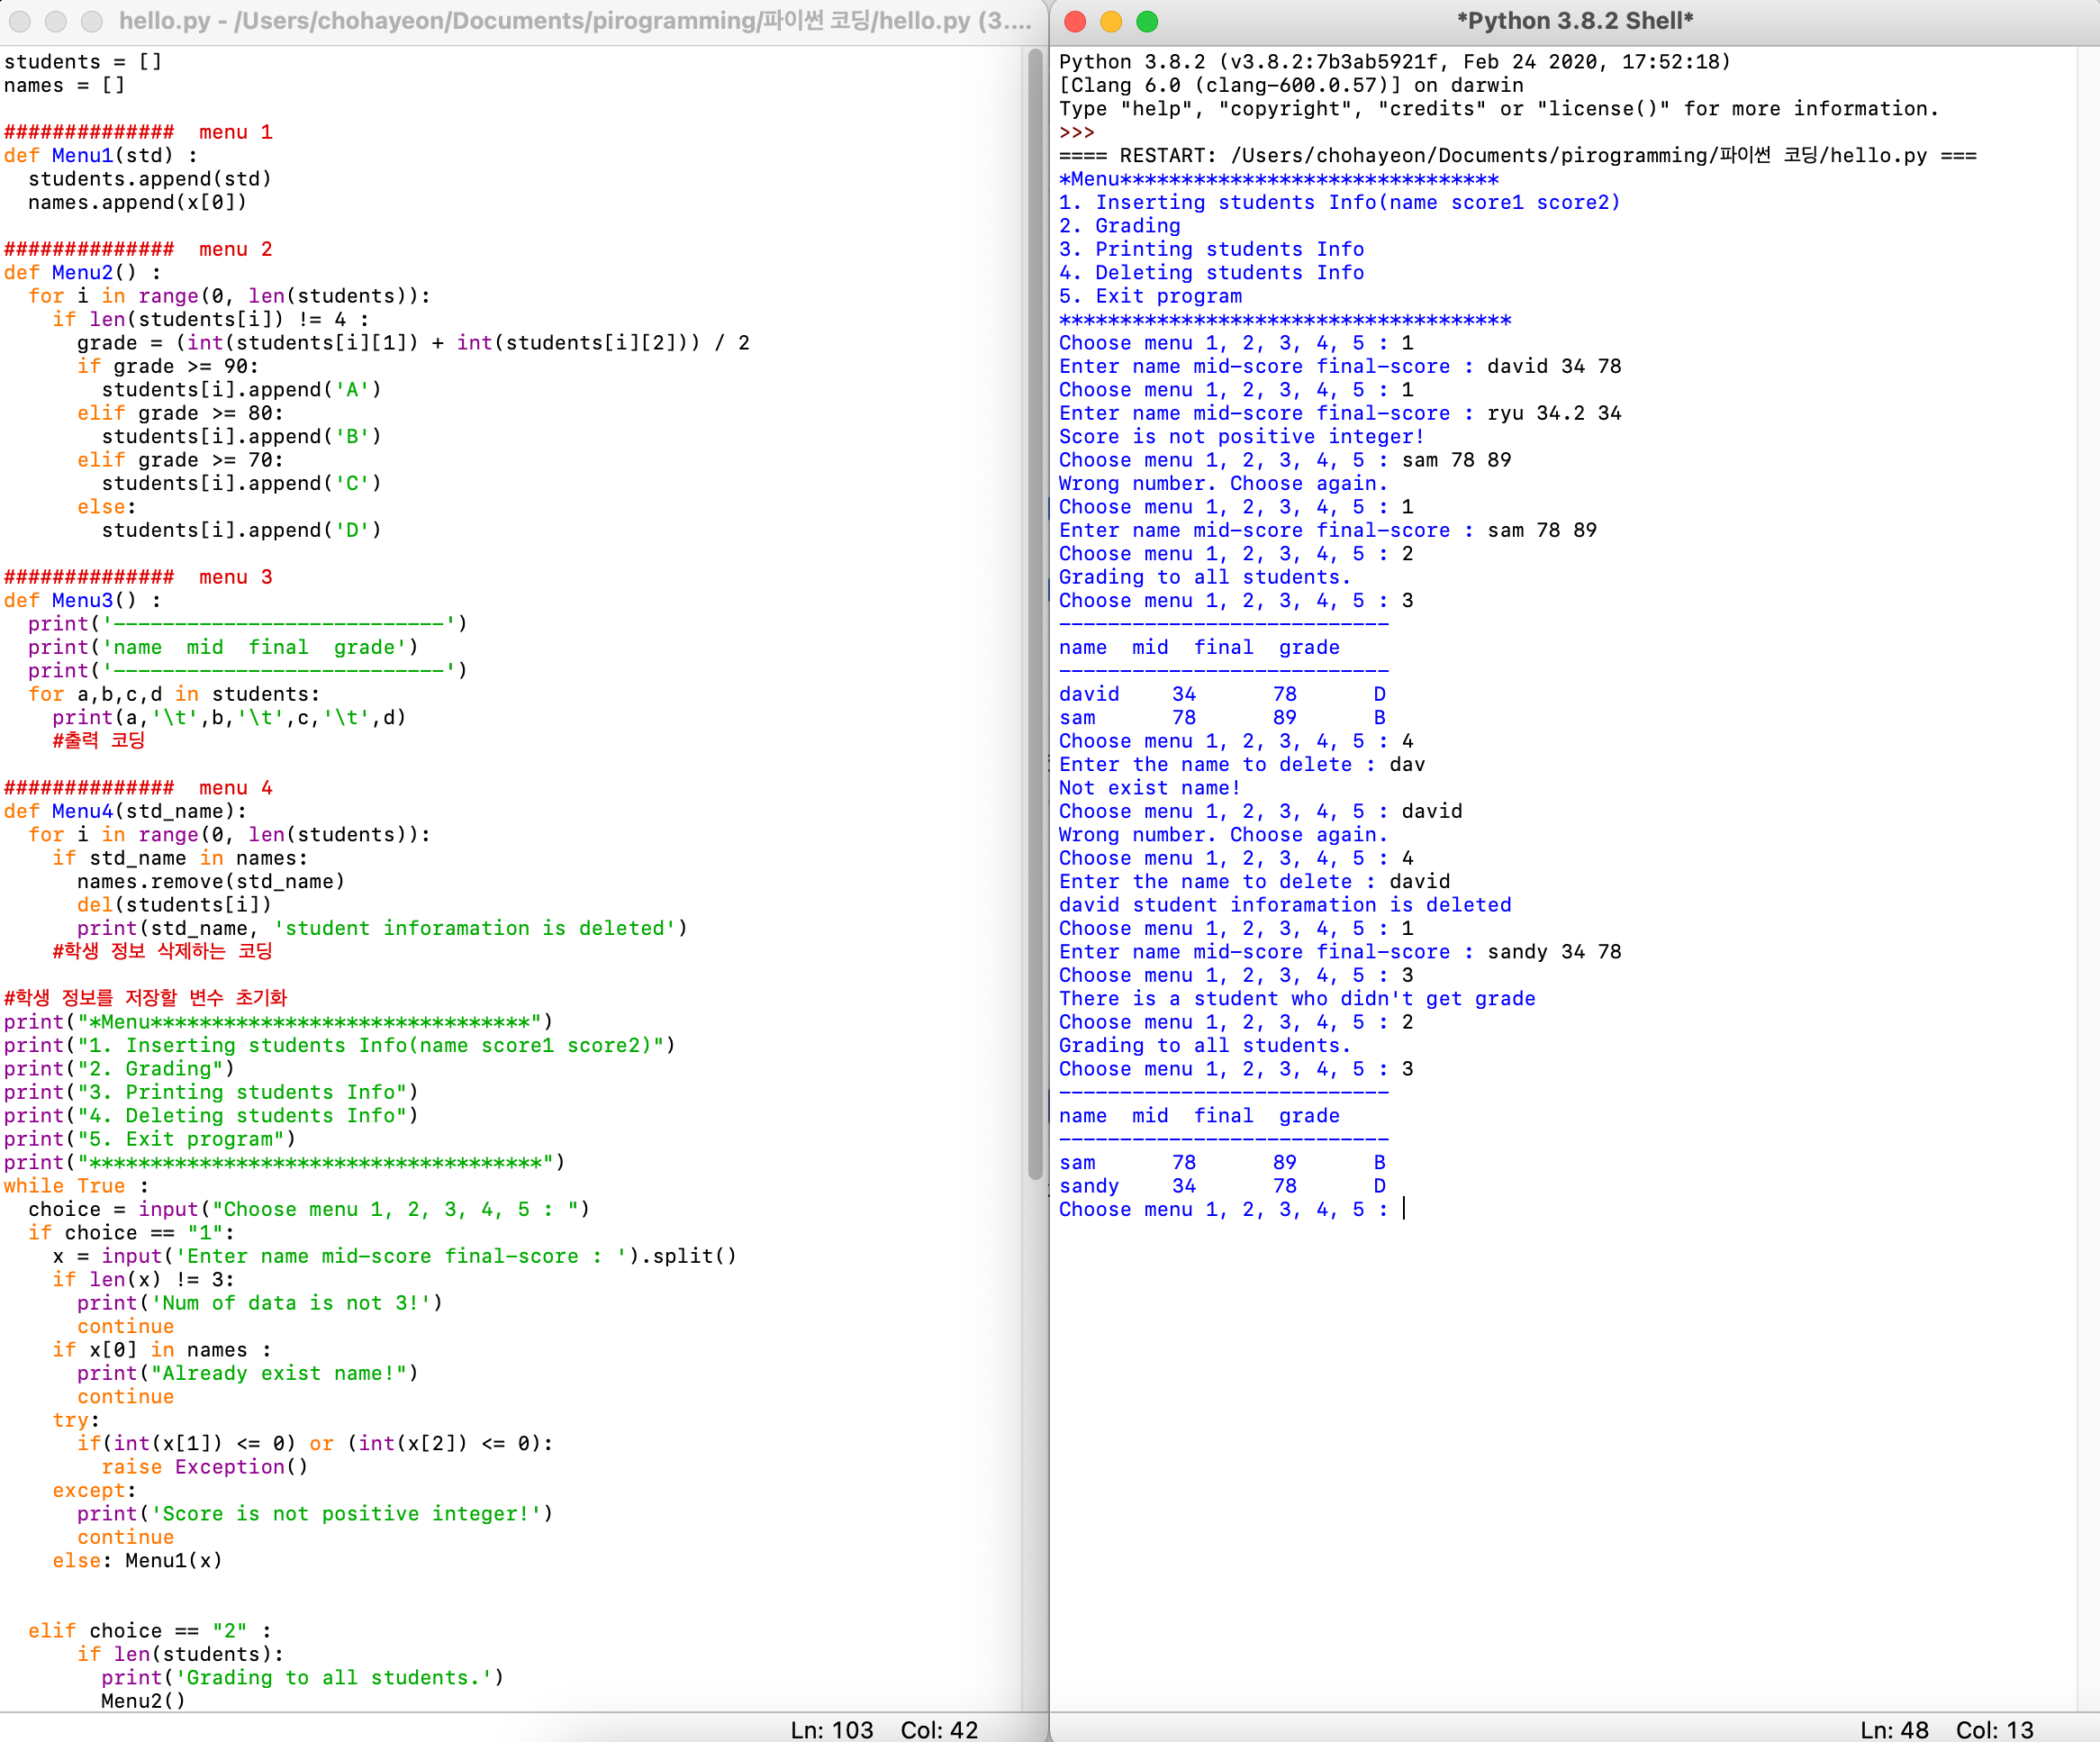 hello.py - /Users/chohayeon/Documents/pirogramming/파이썬 코딩/hello.py (3....
students = []
names = []
############## menu 1
def Menu1(std) :
  students.append(std)
  names.append(x[0])
############## menu 2
def Menu2() :
  for i in range(0, len(students)):
    if len(students[i]) != 4 :
      grade = (int(students[i][1]) + int(students[i][2])) / 2
      if grade >= 90:
        students[i].append('A')
      elif grade >= 80:
        students[i].append('B')
      elif grade >= 70:
        students[i].append('C')
      else:
        students[i].append('D')
############## menu 3
def Menu3() :
  print('---------------------------')
  print('name  mid  final  grade')
  print('---------------------------')
  for a,b,c,d in students:
    print(a,'\t',b,'\t',c,'\t',d)
    #출력 코딩
############## menu 4
def Menu4(std_name):
  for i in range(0, len(students)):
    if std_name in names:
      names.remove(std_name)
      del(students[i])
      print(std_name, 'student inforamation is deleted')
    #학생 정보 삭제하는 코딩
#학생 정보를 저장할 변수 초기화
print("*Menu*******************************")
print("1. Inserting students Info(name score1 score2)")
print("2. Grading")
print("3. Printing students Info")
print("4. Deleting students Info")
print("5. Exit program")
print("*************************************")
while True :
  choice = input("Choose menu 1, 2, 3, 4, 5 : ")
  if choice == "1":
    x = input('Enter name mid-score final-score : ').split()
    if len(x) != 3:
      print('Num of data is not 3!')
      continue
    if x[0] in names :
      print("Already exist name!")
      continue
    try:
      if(int(x[1]) <= 0) or (int(x[2]) <= 0):
        raise Exception()
    except:
      print('Score is not positive integer!')
      continue
    else: Menu1(x)
  elif choice == "2" :
      if len(students):
        print('Grading to all students.')
        Menu2()
Ln: 103 Col: 42
*Python 3.8.2 Shell*
Python 3.8.2 (v3.8.2:7b3ab5921f, Feb 24 2020, 17:52:18)
[Clang 6.0 (clang-600.0.57)] on darwin
Type "help", "copyright", "credits" or "license()" for more information.
>>>
==== RESTART: /Users/chohayeon/Documents/pirogramming/파이썬 코딩/hello.py ===
*Menu*******************************
1. Inserting students Info(name score1 score2)
2. Grading
3. Printing students Info
4. Deleting students Info
5. Exit program
*************************************
Choose menu 1, 2, 3, 4, 5 : 1
Enter name mid-score final-score : david 34 78
Choose menu 1, 2, 3, 4, 5 : 1
Enter name mid-score final-score : ryu 34.2 34
Score is not positive integer!
Choose menu 1, 2, 3, 4, 5 : sam 78 89
Wrong number. Choose again.
Choose menu 1, 2, 3, 4, 5 : 1
Enter name mid-score final-score : sam 78 89
Choose menu 1, 2, 3, 4, 5 : 2
Grading to all students.
Choose menu 1, 2, 3, 4, 5 : 3
---------------------------
name  mid  final  grade
---------------------------
david 34 78 D
sam 78 89 B
Choose menu 1, 2, 3, 4, 5 : 4
Enter the name to delete : dav
Not exist name!
Choose menu 1, 2, 3, 4, 5 : david
Wrong number. Choose again.
Choose menu 1, 2, 3, 4, 5 : 4
Enter the name to delete : david
david student inforamation is deleted
Choose menu 1, 2, 3, 4, 5 : 1
Enter name mid-score final-score : sandy 34 78
Choose menu 1, 2, 3, 4, 5 : 3
There is a student who didn't get grade
Choose menu 1, 2, 3, 4, 5 : 2
Grading to all students.
Choose menu 1, 2, 3, 4, 5 : 3
---------------------------
name  mid  final  grade
---------------------------
sam 78 89 B
sandy 34 78 D
Choose menu 1, 2, 3, 4, 5 :
Ln: 48 Col: 13